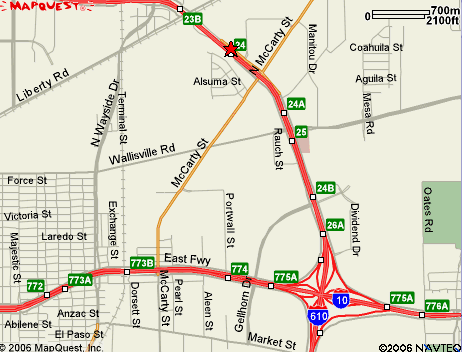 MAPQUEST
23B
700m
2100ft
24
N McCarty St
Manitou Dr
Coahuila St
Liberty Rd
Alsuma St
Aguila St
N Wayside Dr
Terminal St
24A
Mesa Rd
25
McCarty St
Rauch St
Wallisville Rd
Force St
24B
Oates Rd
Victoria St
Exchange St
Portwall St
Dividend Dr
26A
Laredo St
Majestic St
773B
East Fwy
772
773A
774
775A
Dorsett St
McCarty St
Pearl St
Aleen St
Gellhorn Dr
10
775A
776A
610
Anzac St
Abilene St
El Paso St
Market St
© 2006 MapQuest, Inc.
©2006 NAVTEQ